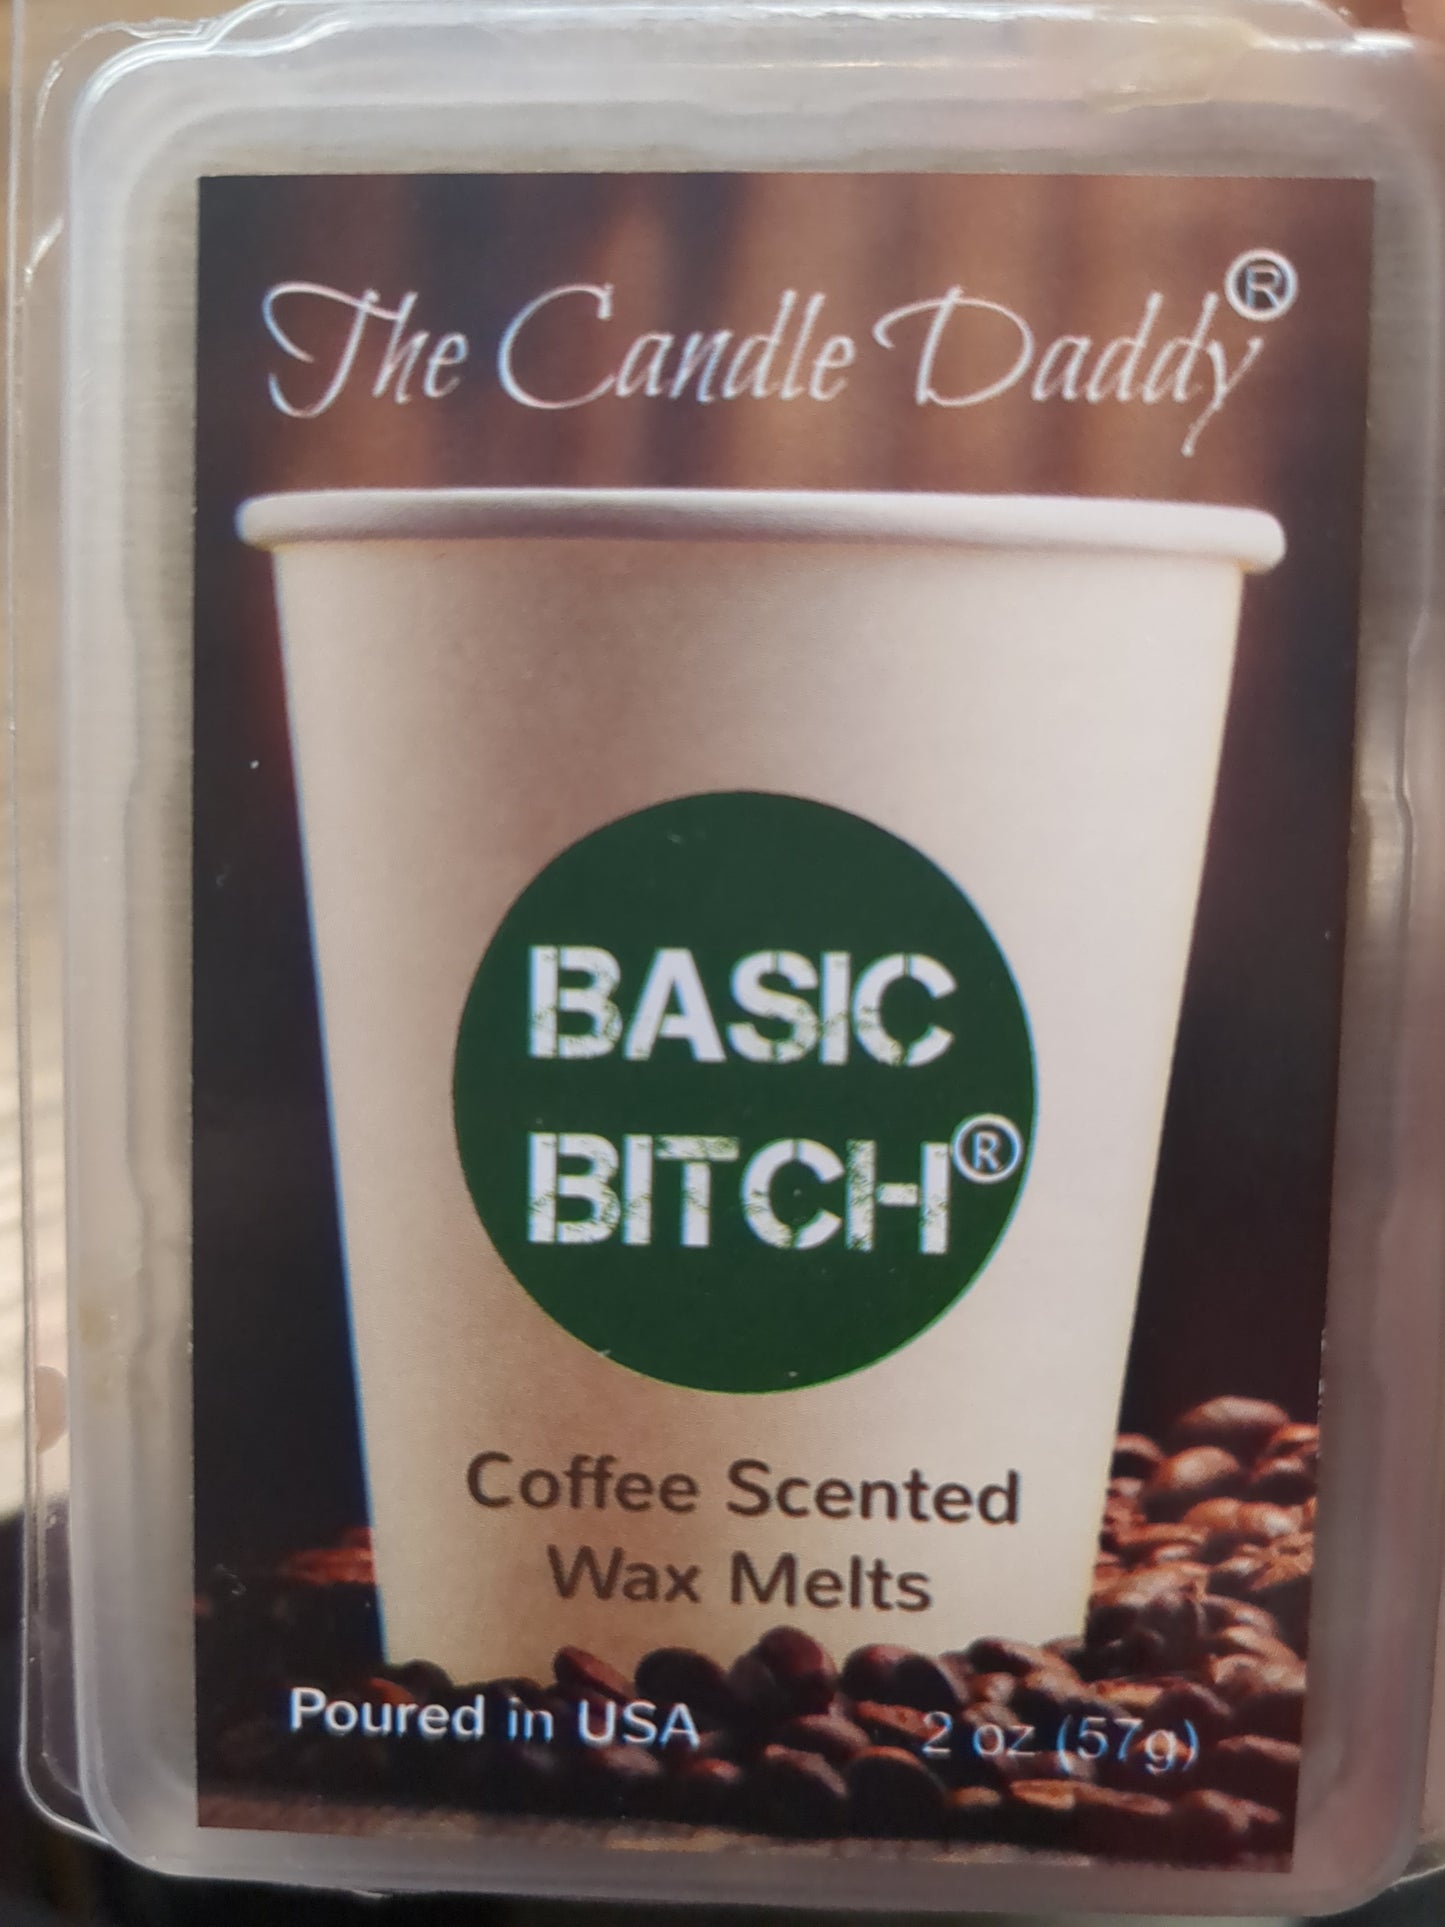 The Candle Daddy®
BASIC
BITCH®
Coffee Scented
Wax Melts
Poured in USA 2 oz (57g)